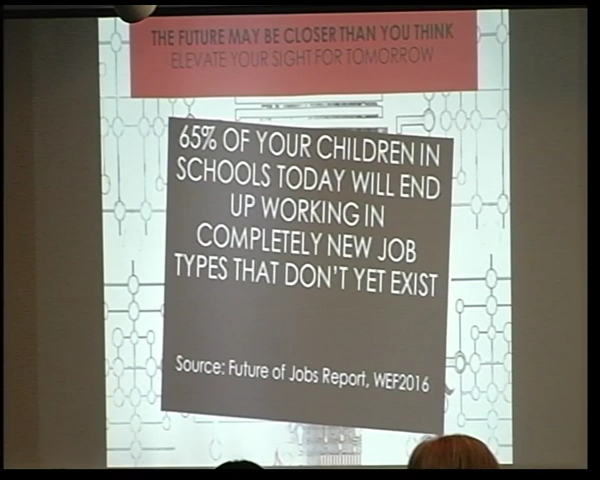 THE FUTURE MAY BE CLOSER THAN YOU THINK
ELEVATE YOUR SIGHT FOR TOMORROW
65% OF YOUR CHILDREN IN
SCHOOLS TODAY WILL END
UP WORKING IN
COMPLETELY NEW JOB
TYPES THAT DON'T YET EXIST
Source: Future of Jobs Report, WEF2016